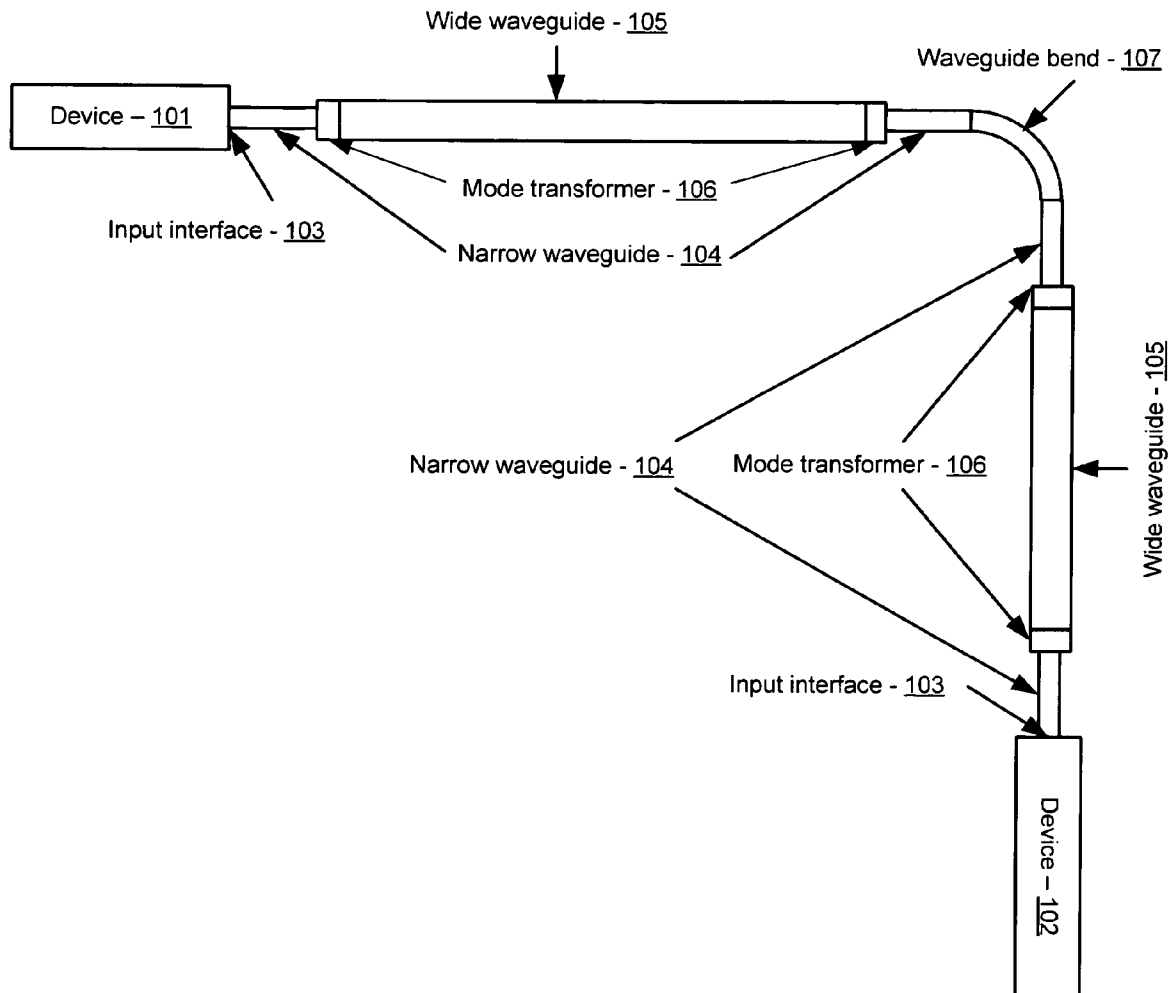 Wide waveguide - 105
Waveguide bend - 107
Device – 101
Mode transformer - 106
Input interface - 103
Narrow waveguide - 104
Narrow waveguide - 104
Mode transformer - 106
Wide waveguide - 105
Input interface - 103
Device – 102